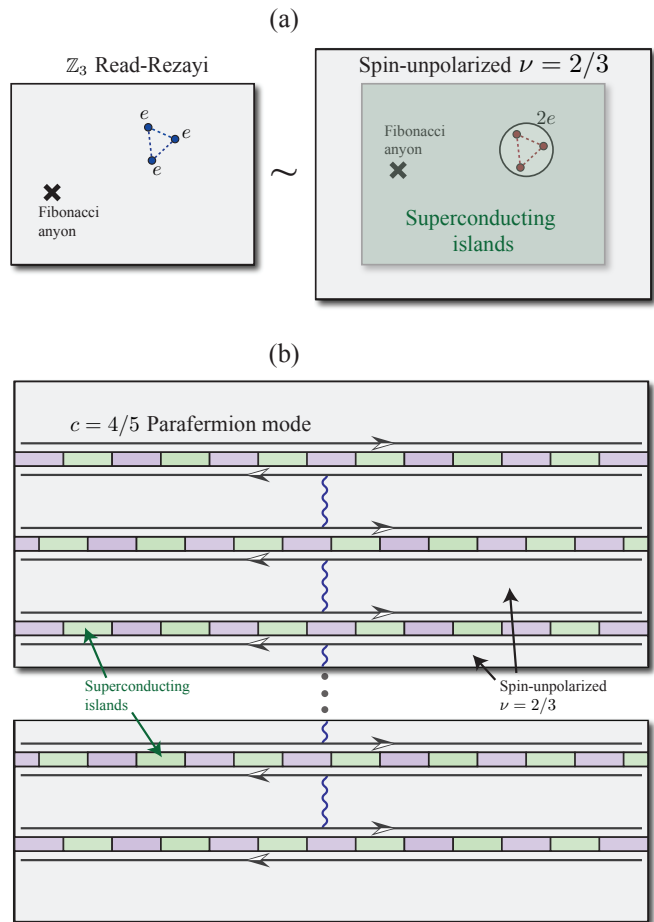 (a)
ℤ₃ Read-Rezayi
Spin-unpolarized ν = 2/3
e
e
e
Fibonacci
anyon
∼
2e
Fibonacci
anyon
Superconducting
islands
(b)
c = 4/5 Parafermion mode
Superconducting
islands
Spin-unpolarized
ν = 2/3